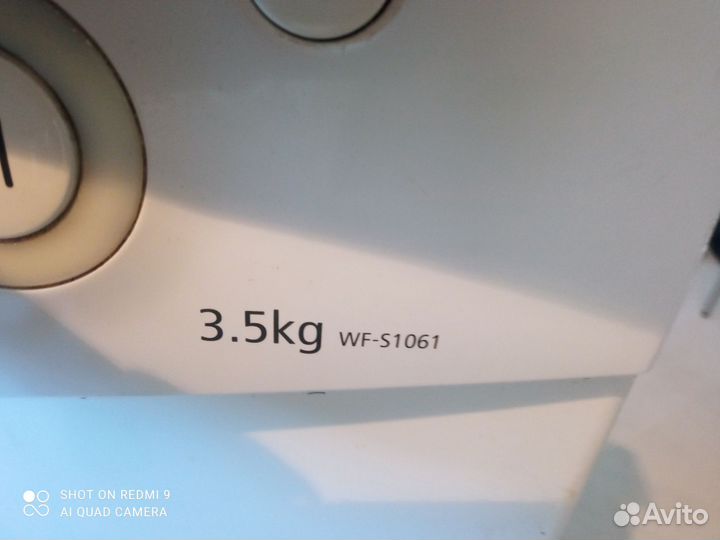 3.5kg WF-S1061
SHOT ON REDMI 9
AI QUAD CAMERA
Avito